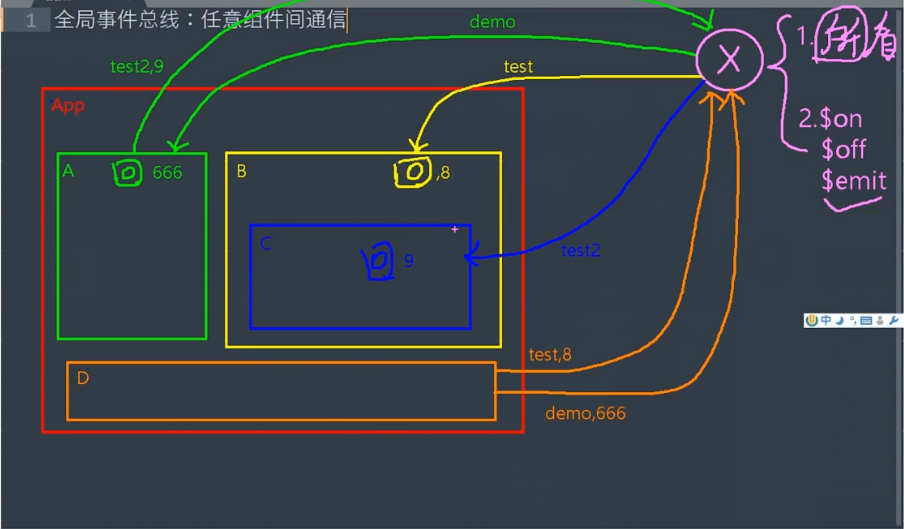 1 全局事件总线：任意组件间通信
demo
X
1.所有
test2,9
test
App
2.$on
$off
$emit
A
666
B
,8
C
9
test2
中
test,8
D
demo,666